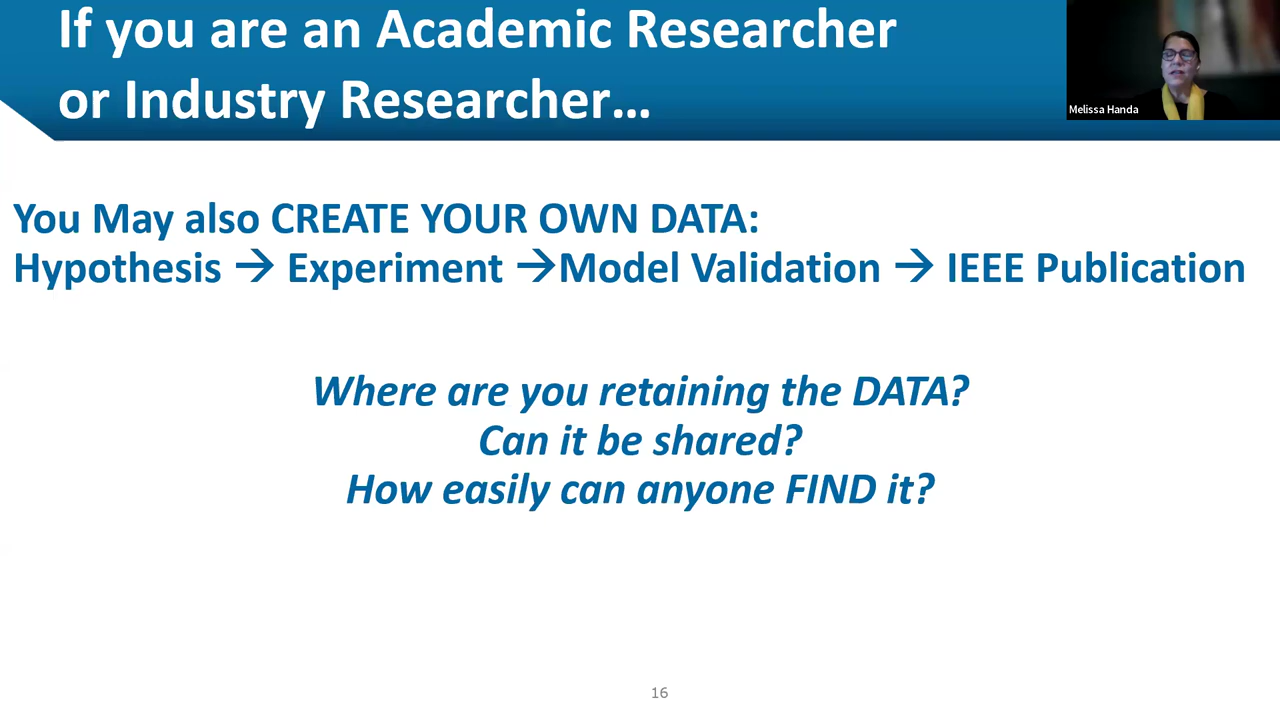 If you are an Academic Researcher
or Industry Researcher…
Melissa Handa
You May also CREATE YOUR OWN DATA:
Hypothesis → Experiment →Model Validation → IEEE Publication
Where are you retaining the DATA?
Can it be shared?
How easily can anyone FIND it?
16